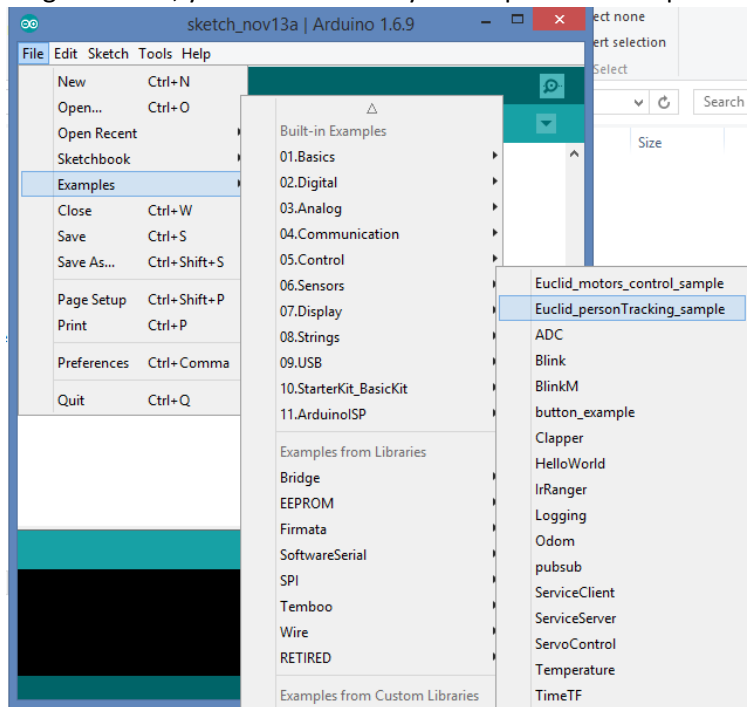 sketch_nov13a | Arduino 1.6.9
ect none
ert selection
Select
File Edit Sketch Tools Help
New Ctrl+N
Open... Ctrl+O
Open Recent
Sketchbook
Examples
Close Ctrl+W
Save Ctrl+S
Save As... Ctrl+Shift+S
Page Setup Ctrl+Shift+P
Print Ctrl+P
Preferences Ctrl+Comma
Quit Ctrl+Q
Built-in Examples
01.Basics
02.Digital
03.Analog
04.Communication
05.Control
06.Sensors
07.Display
08.Strings
09.USB
10.StarterKit_BasicKit
11.ArduinoISP
Examples from Libraries
Bridge
EEPROM
Firmata
SoftwareSerial
SPI
Temboo
Wire
RETIRED
Examples from Custom Libraries
Euclid_motors_control_sample
Euclid_personTracking_sample
ADC
Blink
BlinkM
button_example
Clapper
HelloWorld
IrRanger
Logging
Odom
pubsub
ServiceClient
ServiceServer
ServoControl
Temperature
TimeTF
Search
Size